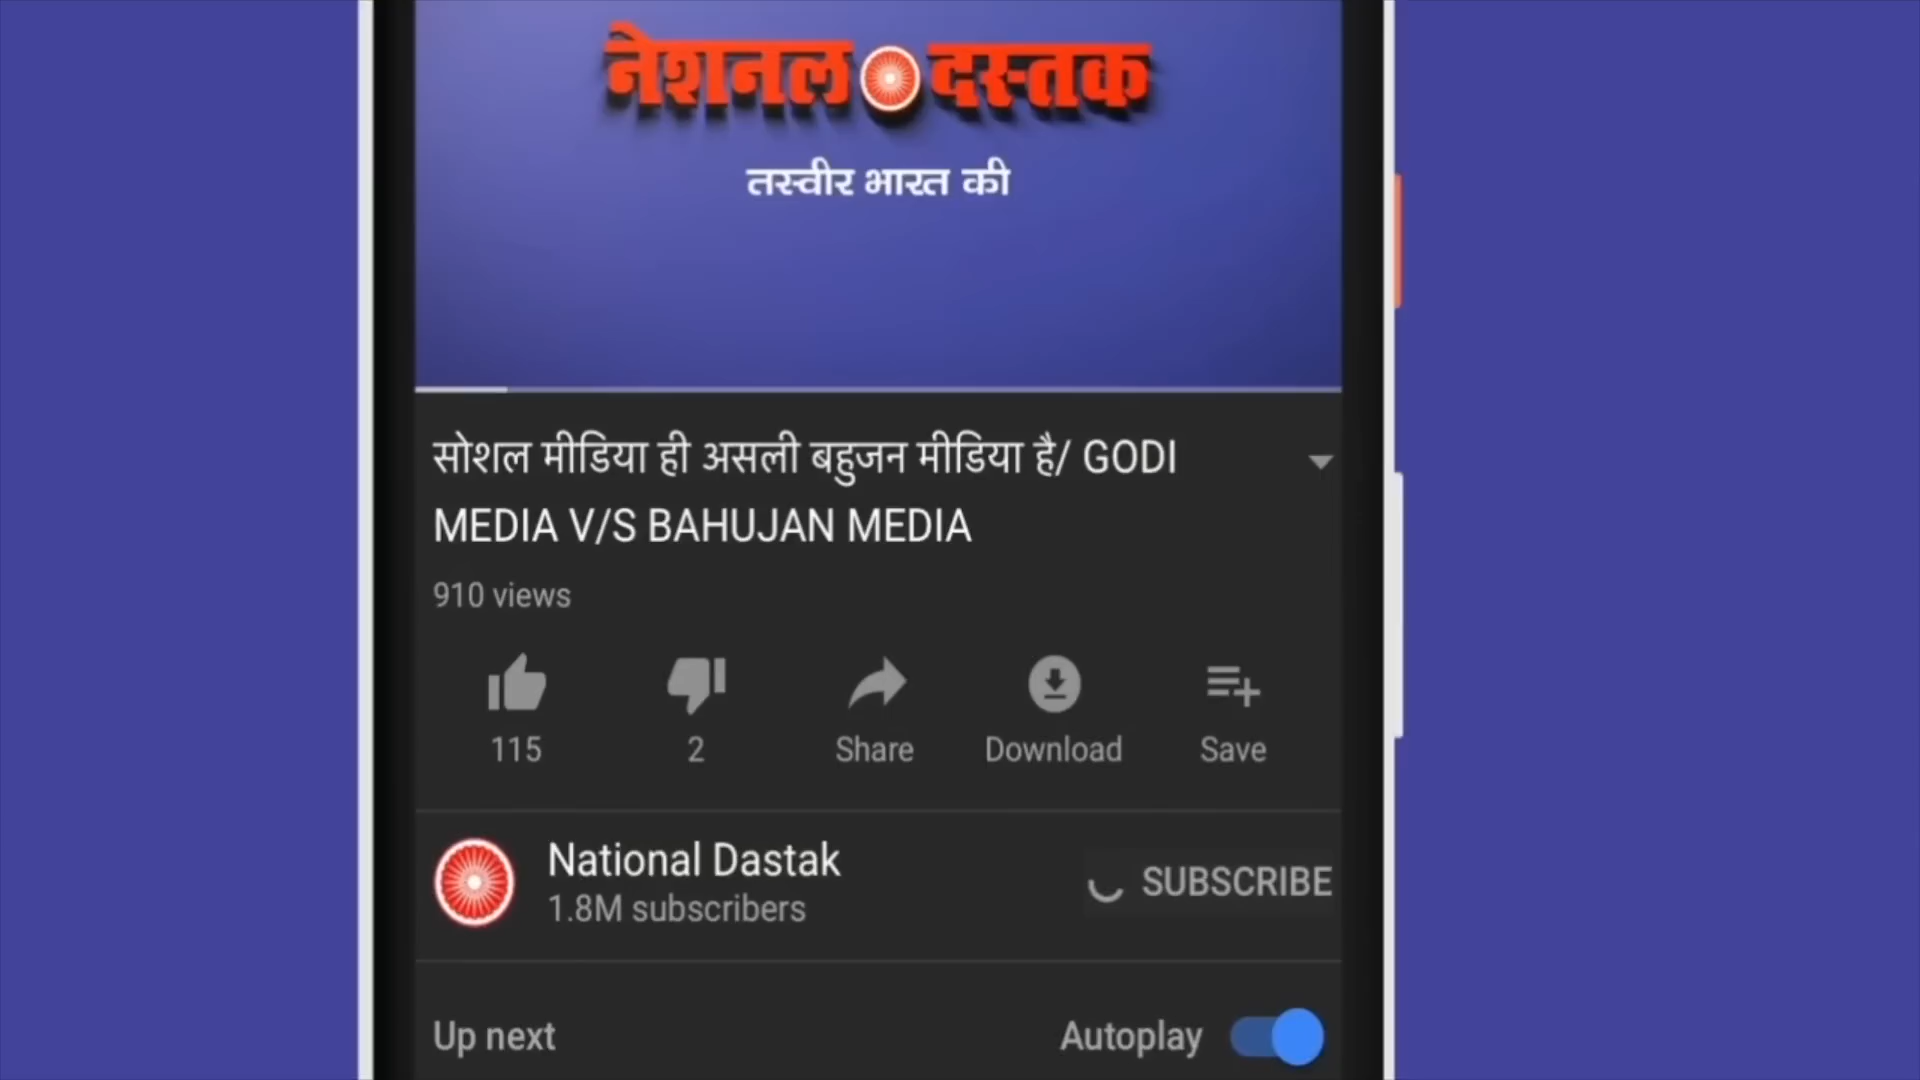 नेशनल दस्तक
तस्वीर भारत की
सोशल मीडिया ही असली बहुजन मीडिया है/ GODI
MEDIA V/S BAHUJAN MEDIA
910 views
115
2
Share
Download
Save
National Dastak
1.8M subscribers
SUBSCRIBE
Up next
Autoplay